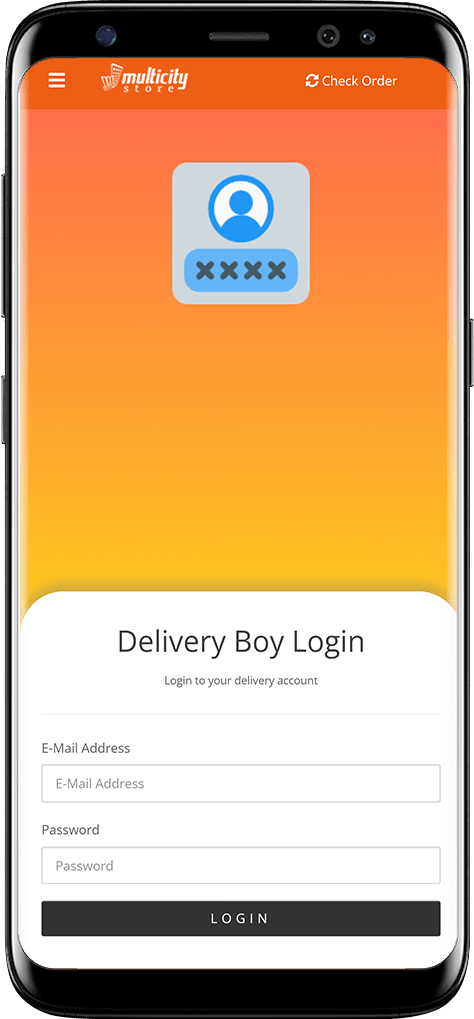 multicity
store
Check Order
Delivery Boy Login
Login to your delivery account
E-Mail Address
E-Mail Address
Password
Password
LOGIN